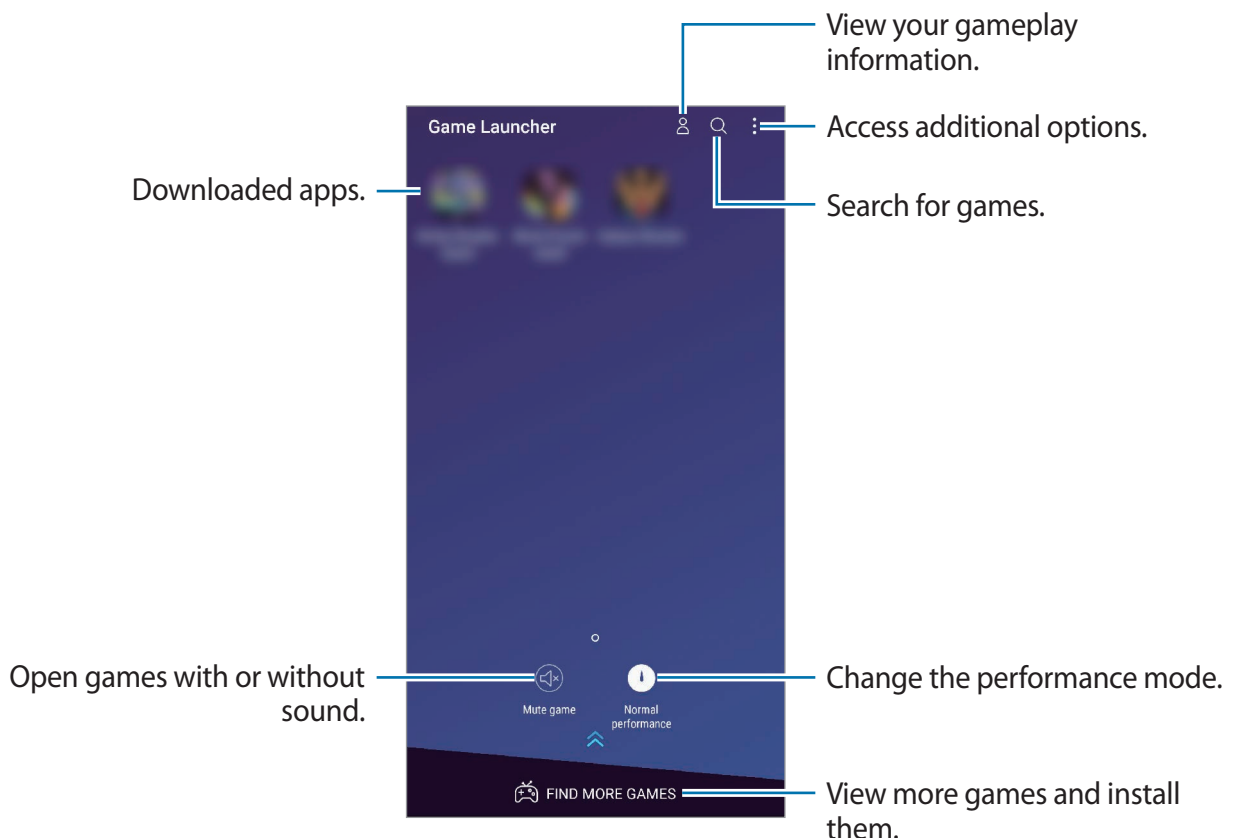 View your gameplay
information.
Game Launcher
Access additional options.
Downloaded apps.
Search for games.
Open games with or without
sound.
Change the performance mode.
Mute game
Normal
performance
FIND MORE GAMES
View more games and install
them.